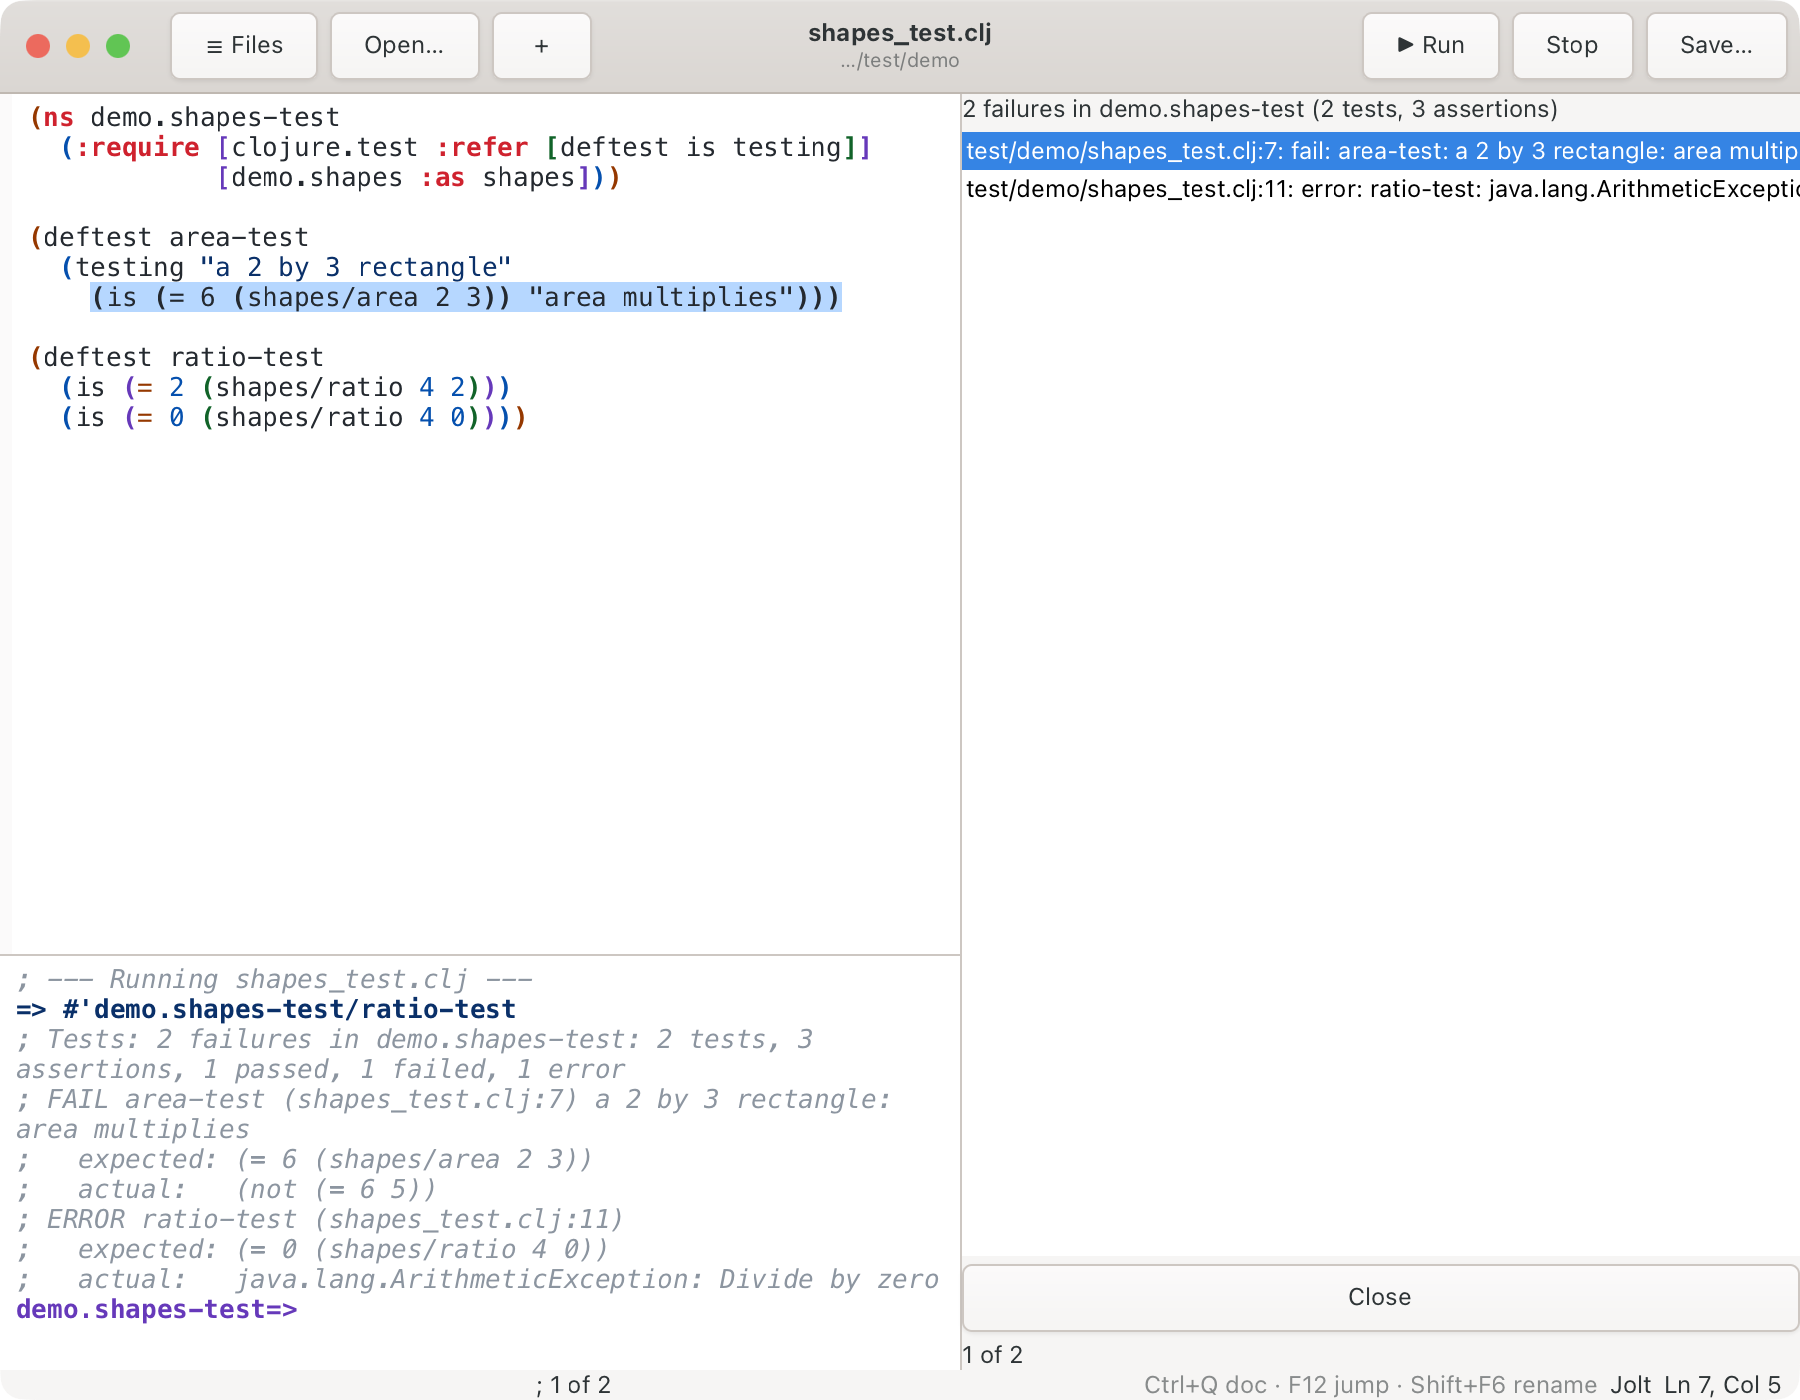 ≡ Files
Open...
+
shapes_test.clj
.../test/demo
▶ Run
Stop
Save...
(ns demo.shapes-test
  (:require [clojure.test :refer [deftest is testing]]
            [demo.shapes :as shapes]))
(deftest area-test
  (testing "a 2 by 3 rectangle"
    (is (= 6 (shapes/area 2 3)) "area multiplies")))
(deftest ratio-test
  (is (= 2 (shapes/ratio 4 2)))
  (is (= 0 (shapes/ratio 4 0))))
; --- Running shapes_test.clj ---
=> #'demo.shapes-test/ratio-test
; Tests: 2 failures in demo.shapes-test: 2 tests, 3
assertions, 1 passed, 1 failed, 1 error
; FAIL area-test (shapes_test.clj:7) a 2 by 3 rectangle:
area multiplies
;   expected: (= 6 (shapes/area 2 3))
;   actual:   (not (= 6 5))
; ERROR ratio-test (shapes_test.clj:11)
;   expected: (= 0 (shapes/ratio 4 0))
;   actual:   java.lang.ArithmeticException: Divide by zero
demo.shapes-test=>
2 failures in demo.shapes-test (2 tests, 3 assertions)
test/demo/shapes_test.clj:7: fail: area-test: a 2 by 3 rectangle: area multip
test/demo/shapes_test.clj:11: error: ratio-test: java.lang.ArithmeticExceptio
Close
1 of 2
; 1 of 2
Ctrl+Q doc · F12 jump · Shift+F6 rename Jolt Ln 7, Col 5